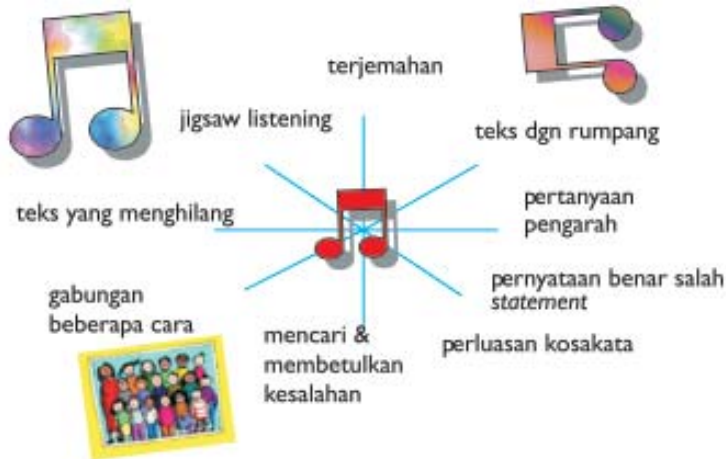 terjemahan
jigsaw listening
teks dgn rumpang
teks yang menghilang
pertanyaan
pengarah
pernyataan benar salah
statement
gabungan
beberapa cara
mencari &
membetulkan
kesalahan
perluasan kosakata